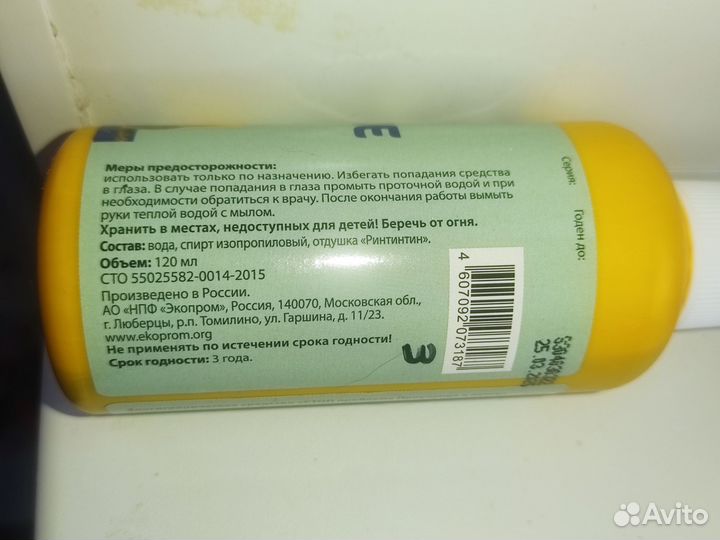 Меры предосторожности:
использовать только по назначению. Избегать попадания средства
в глаза. В случае попадания в глаза промыть проточной водой и при
необходимости обратиться к врачу. После окончания работы вымыть
руки теплой водой с мылом.
Хранить в местах, недоступных для детей! Беречь от огня.
Состав: вода, спирт изопропиловый, отдушка «Ринтинтин».
Объем: 120 мл
СТО 55025582-0014-2015
Произведено в России.
АО «НПФ «Экопром», Россия, 140070, Московская обл.,
г. Люберцы, р.п. Томилино, ул. Гаршина, д. 11/23.
www.ekoprom.org
Не применять по истечении срока годности!
Срок годности: 3 года.
4 607092 073187
Серия:
Годен до:
Avito